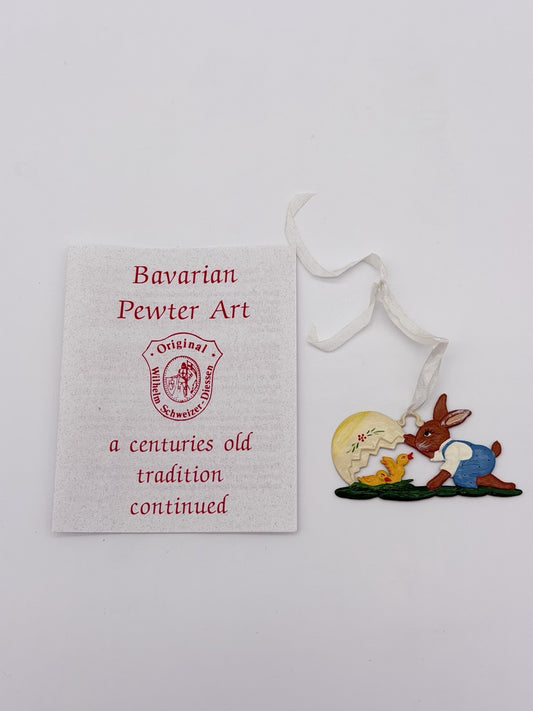 Bavarian
Pewter Art
· Original ·
Wilhelm Schweizer-Diessen
a centuries old
tradition
continued